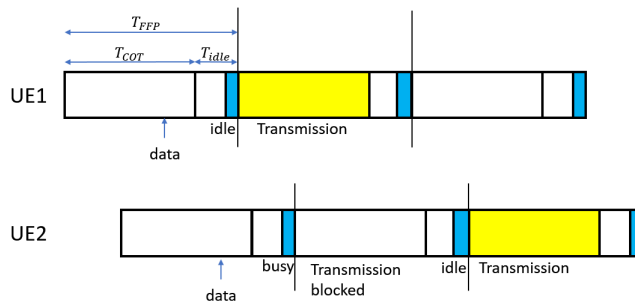 T_FFP
T_COT T_idle
UE1
idle Transmission
data
UE2
busy Transmission blocked idle Transmission
data